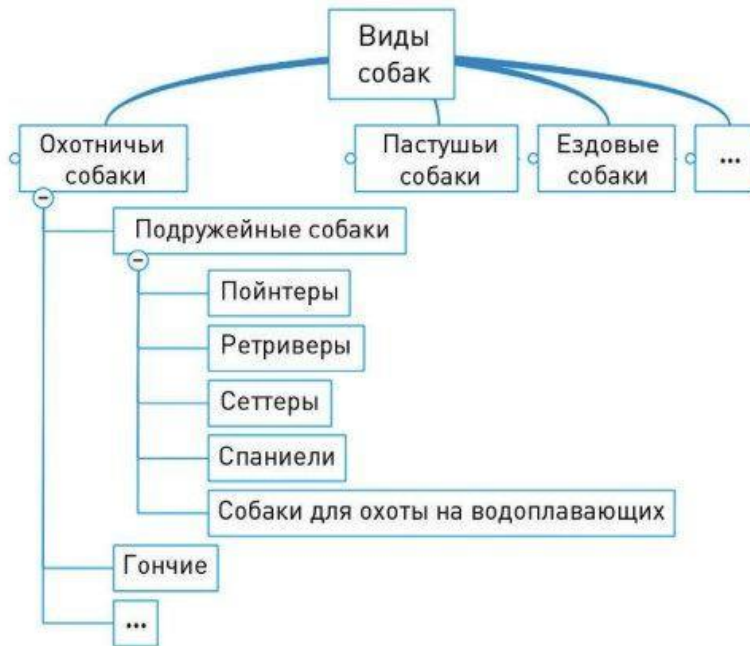 Виды
собак
Охотничьи
собаки
Пастушьи
собаки
Ездовые
собаки
...
Подружейные собаки
Пойнтеры
Ретриверы
Сеттеры
Спаниели
Собаки для охоты на водоплавающих
Гончие
...